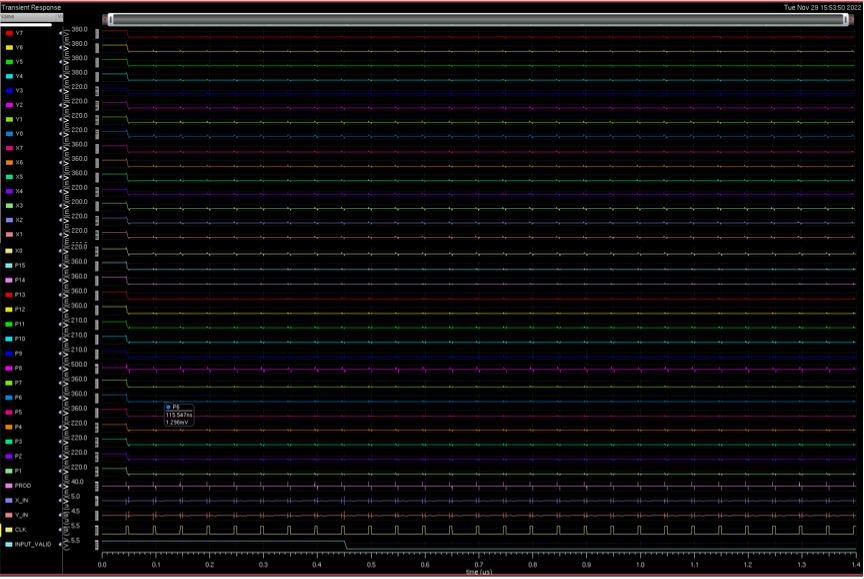 Transient Response
Tue Nov 29 15:53:50 2022
Name
Y7
380.0
Y6
380.0
Y5
380.0
Y4
380.0
Y3
220.0
Y2
220.0
Y1
220.0
Y0
220.0
X7
360.0
X6
360.0
X5
360.0
X4
220.0
X3
200.0
X2
220.0
X1
220.0
X0
220.0
P15
360.0
P14
360.0
P13
360.0
P12
360.0
P11
210.0
P10
210.0
P9
210.0
P8
500.0
P7
360.0
P6
360.0
P5
360.0
P4
220.0
P3
220.0
P2
220.0
P1
220.0
PROD
40.0
X_IN
5.0
Y_IN
4.5
CLK
5.5
INPUT_VALID
5.5
115.547ns
1.296mV
0.0 0.1 0.2 0.3 0.4 0.5 0.6 0.7 0.8 0.9 1.0 1.1 1.2 1.3 1.4
time (us)